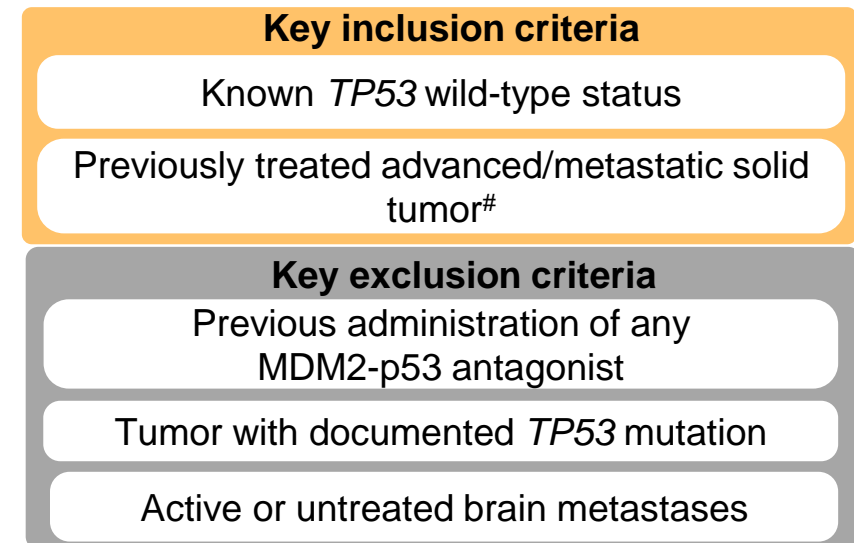 Key inclusion criteria
Known TP53 wild-type status
Previously treated advanced/metastatic solid
tumor#
Key exclusion criteria
Previous administration of any
MDM2-p53 antagonist
Tumor with documented TP53 mutation
Active or untreated brain metastases